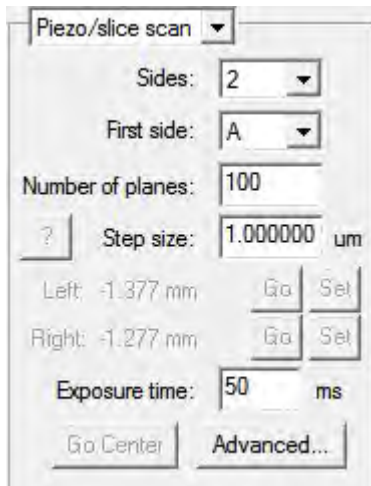 Piezo/slice scan
Sides: 2
First side: A
Number of planes: 100
? Step size: 1.000000 um
Left: -1.377 mm Go Set
Right: -1.277 mm Go Set
Exposure time: 50 ms
Go Center Advanced...